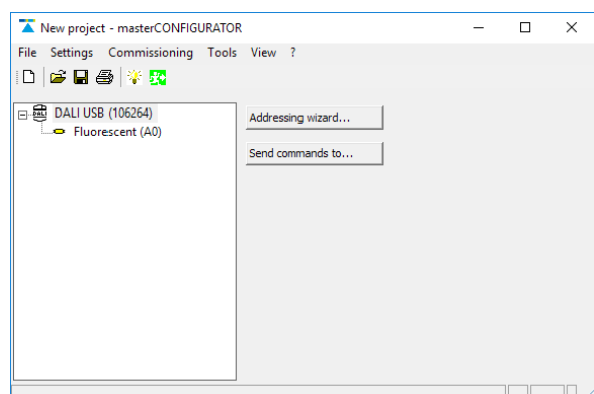 New project - masterCONFIGURATOR
File Settings Commissioning Tools View ?
DALI USB (106264)
Fluorescent (A0)
Addressing wizard...
Send commands to...